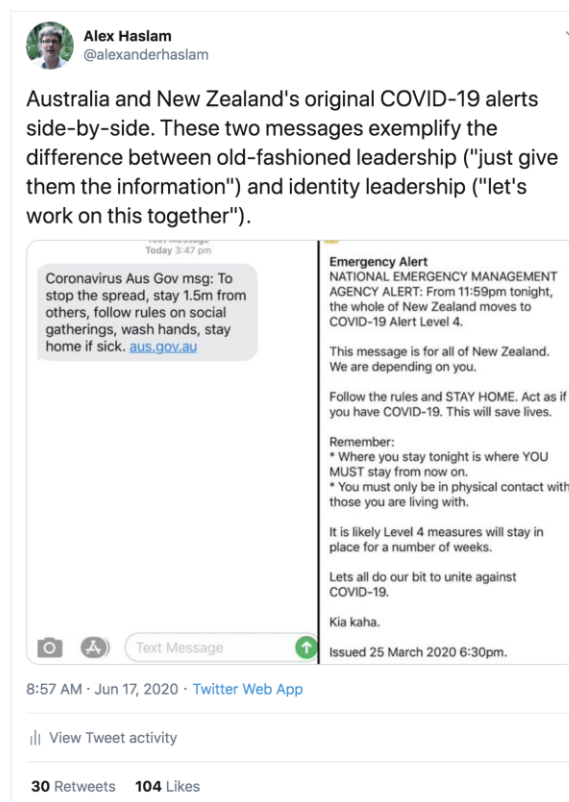 Alex Haslam
@alexanderhaslam
Australia and New Zealand's original COVID-19 alerts
side-by-side. These two messages exemplify the
difference between old-fashioned leadership ("just give
them the information") and identity leadership ("let's
work on this together").
Text Message
Today 3:47 pm
Coronavirus Aus Gov msg: To
stop the spread, stay 1.5m from
others, follow rules on social
gatherings, wash hands, stay
home if sick. aus.gov.au
Text Message
Emergency Alert
NATIONAL EMERGENCY MANAGEMENT
AGENCY ALERT: From 11:59pm tonight,
the whole of New Zealand moves to
COVID-19 Alert Level 4.
This message is for all of New Zealand.
We are depending on you.
Follow the rules and STAY HOME. Act as if
you have COVID-19. This will save lives.
Remember:
* Where you stay tonight is where YOU
MUST stay from now on.
* You must only be in physical contact with
those you are living with.
It is likely Level 4 measures will stay in
place for a number of weeks.
Lets all do our bit to unite against
COVID-19.
Kia kaha.
Issued 25 March 2020 6:30pm.
8:57 AM · Jun 17, 2020 · Twitter Web App
View Tweet activity
30 Retweets 104 Likes